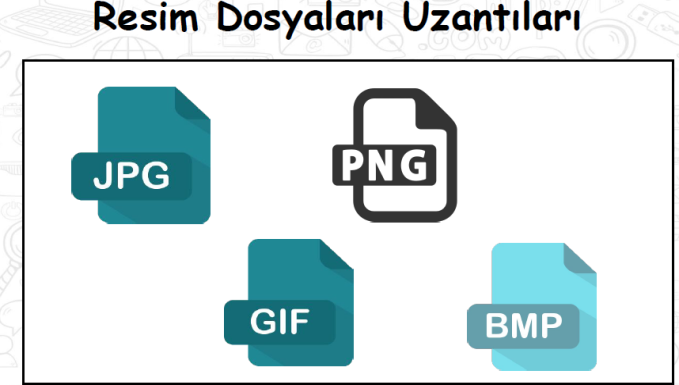 Resim Dosyaları Uzantıları
JPG
PNG
GIF
BMP